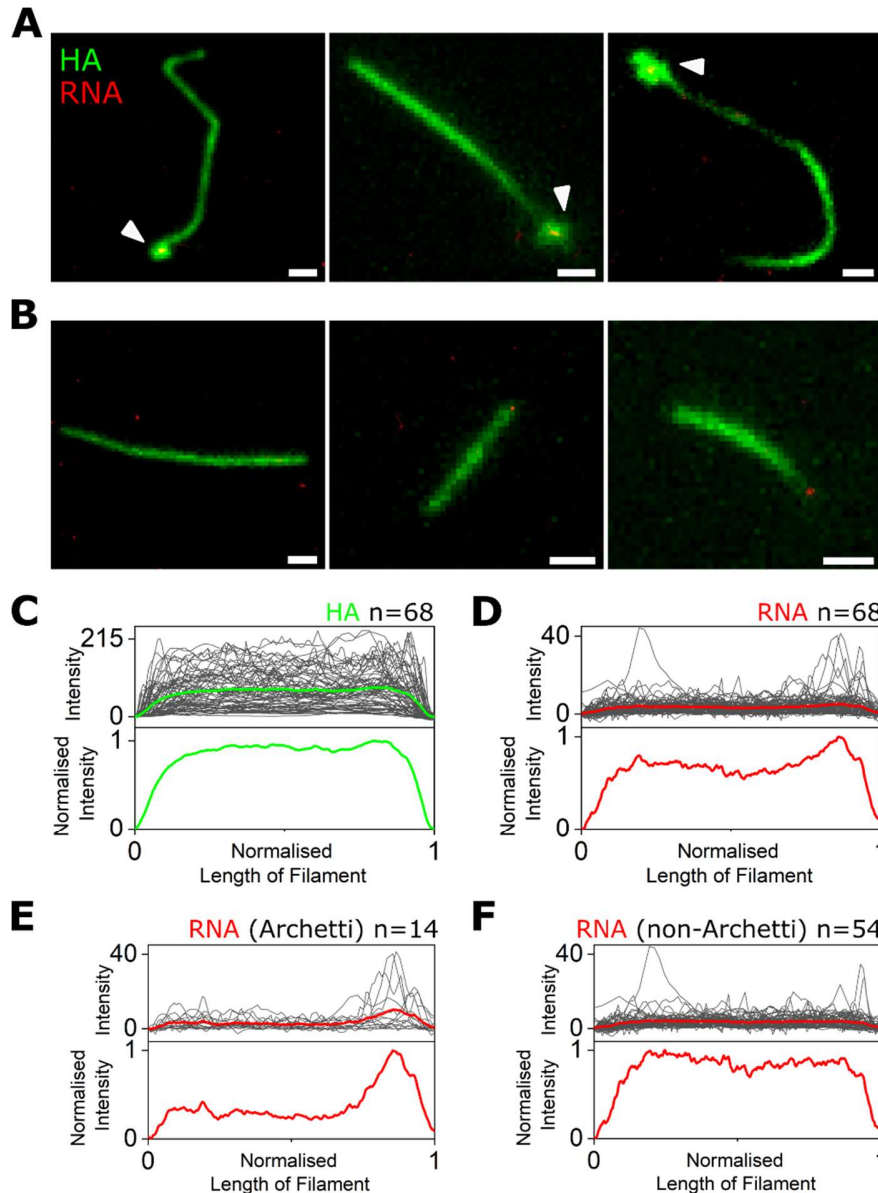 A
HA
RNA
B
C
HA n=68
215
Intensity
0
1
Normalised
Intensity
0
0
1
Normalised
Length of Filament
D
RNA n=68
40
Intensity
0
1
Normalised
Intensity
0
0
1
Normalised
Length of Filament
E
RNA (Archetti) n=14
40
Intensity
0
1
Normalised
Intensity
0
0
1
Normalised
Length of Filament
F
RNA (non-Archetti) n=54
40
Intensity
0
1
Normalised
Intensity
0
0
1
Normalised
Length of Filament